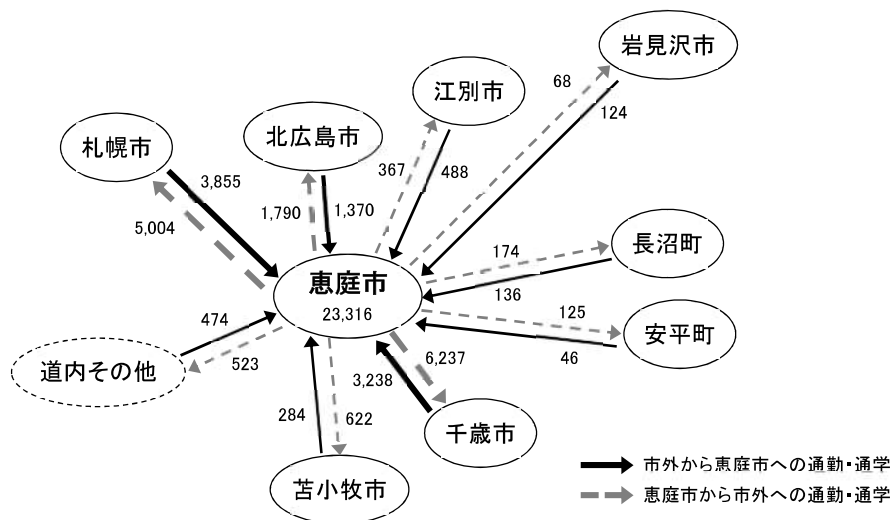 岩見沢市
68
124
江別市
367
488
北広島市
1,790
1,370
札幌市
3,855
5,004
恵庭市
23,316
長沼町
174
136
安平町
125
46
道内その他
474
523
苫小牧市
284
622
千歳市
6,237
3,238
市外から恵庭市への通勤・通学
恵庭市から市外への通勤・通学